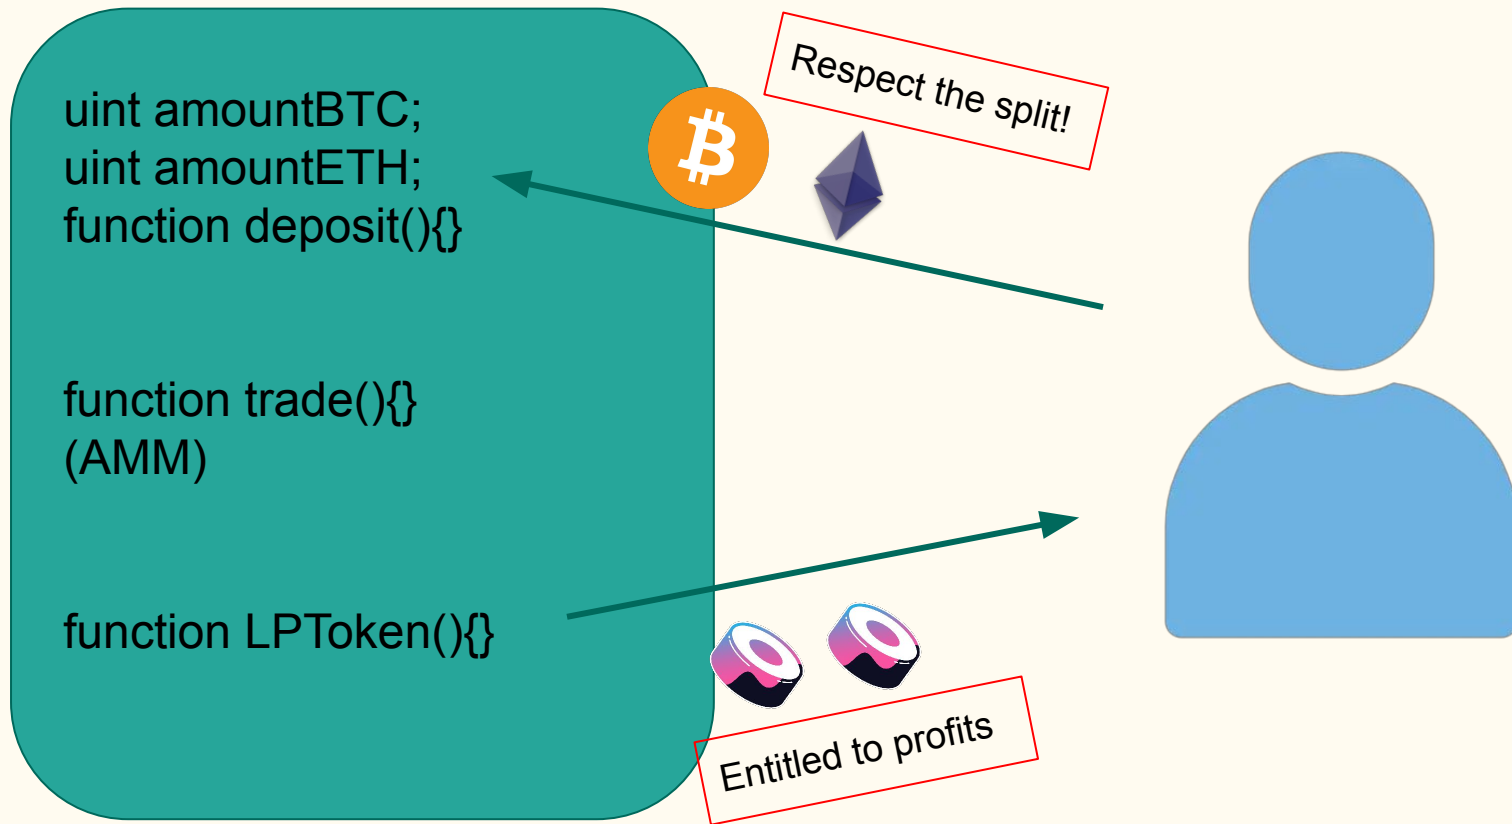 uint amountBTC;
uint amountETH;
function deposit(){}
function trade(){}
(AMM)
function LPToken(){}
Respect the split!
Entitled to profits